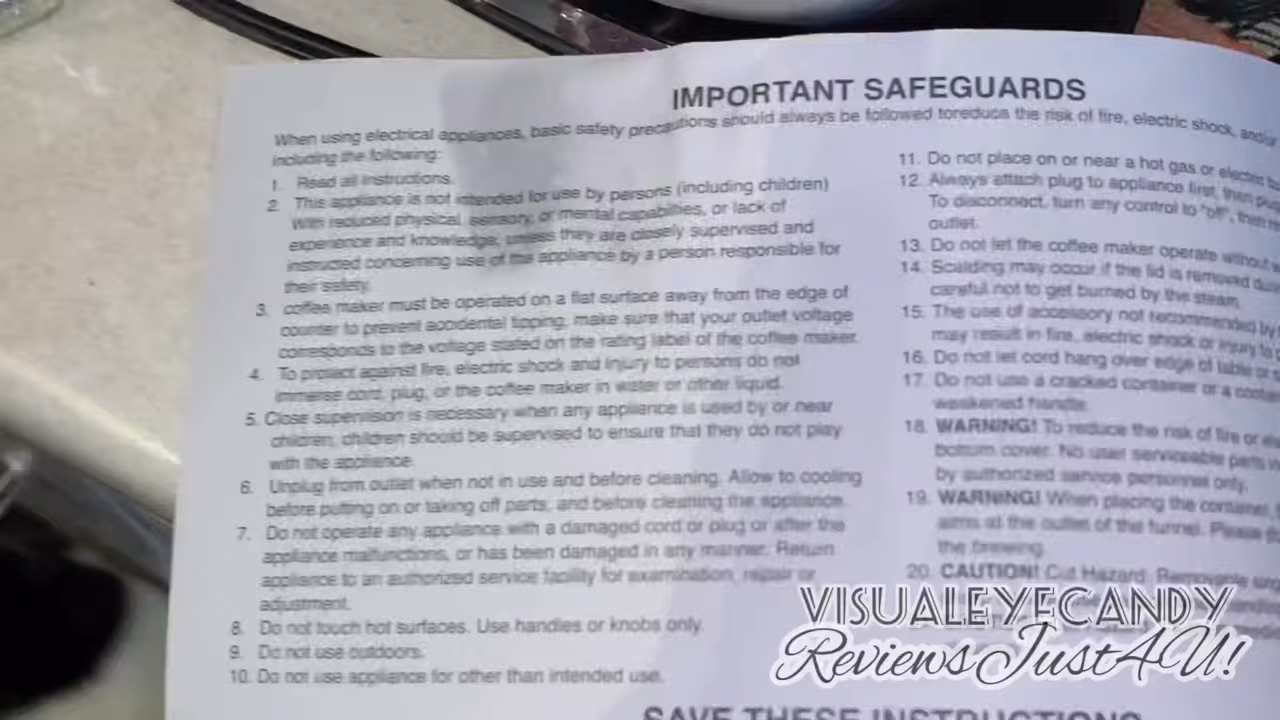 IMPORTANT SAFEGUARDS
When using electrical appliances, basic safety precautions should always be followed toreduce the risk of fire, electric shock, and/or
including the following:
1. Read all instructions.
2. This appliance is not intended for use by persons (including children)
With reduced physical, sensory, or mental capabilties, or lack of
experience and knowledge, unless they are closely supervised and
instructed concerning use of the appliance by a person responsible for
their safety.
3. coffee maker must be operated on a flat surface away from the edge of
counter to prevent accidental tipping, make sure that your outlet voltage
corresponds to the voltage stated on the rating label of the coffee maker.
4. To protect against fire, electric shock and injury to persons do not
immerse cord, plug, or the coffee maker in water or other liquid.
5. Close supervision is necessary when any appliance is used by or near
children, children should be supervised to ensure that they do not play
with the appliance.
6. Unplug from outlet when not in use and before cleaning. Allow to cooling
before putting on or taking off parts, and before cleaning the appliance.
7. Do not operate any appliance with a damaged cord or plug or after the
appliance malfunctions, or has been damaged in any manner. Return
appliance to an authorized service facility for examination, repair or
adjustment.
8. Do not touch hot surfaces. Use handles or knobs only.
9. Do not use outdoors.
10. Do not use appliance for other than intended use.
11. Do not place on or near a hot gas or electric
12. Always attach plug to appliance first, then
To disconnect, turn any control to "off", then
outlet.
13. Do not let the coffee maker operate without
14. Scalding may occur if the lid is removed
careful not to get burned by the steam.
15. The use of accessory not recommended by
may result in fire, electric shock or injury to
16. Do not let cord hang over edge of table or
17. Do not use a cracked container or a
weakened handle.
18. WARNING! To reduce the risk of fire or
bottom cover. No user serviceable parts
by authorized service personnel only.
19. WARNING! When placing the container,
aims at the outlet of the funnel. Please
the brewing.
20. CAUTION! Cut Hazard. Removable
SAVE THESE INSTRUCTIONS
VISUALEYECANDY
ReviewsJust4U!